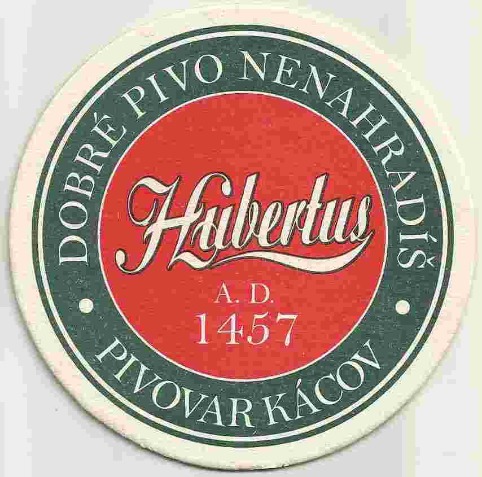 DOBRÉ PIVO NENAHRADÍŠ
Hubertus
A. D.
1457
PIVOVAR KÁCOV